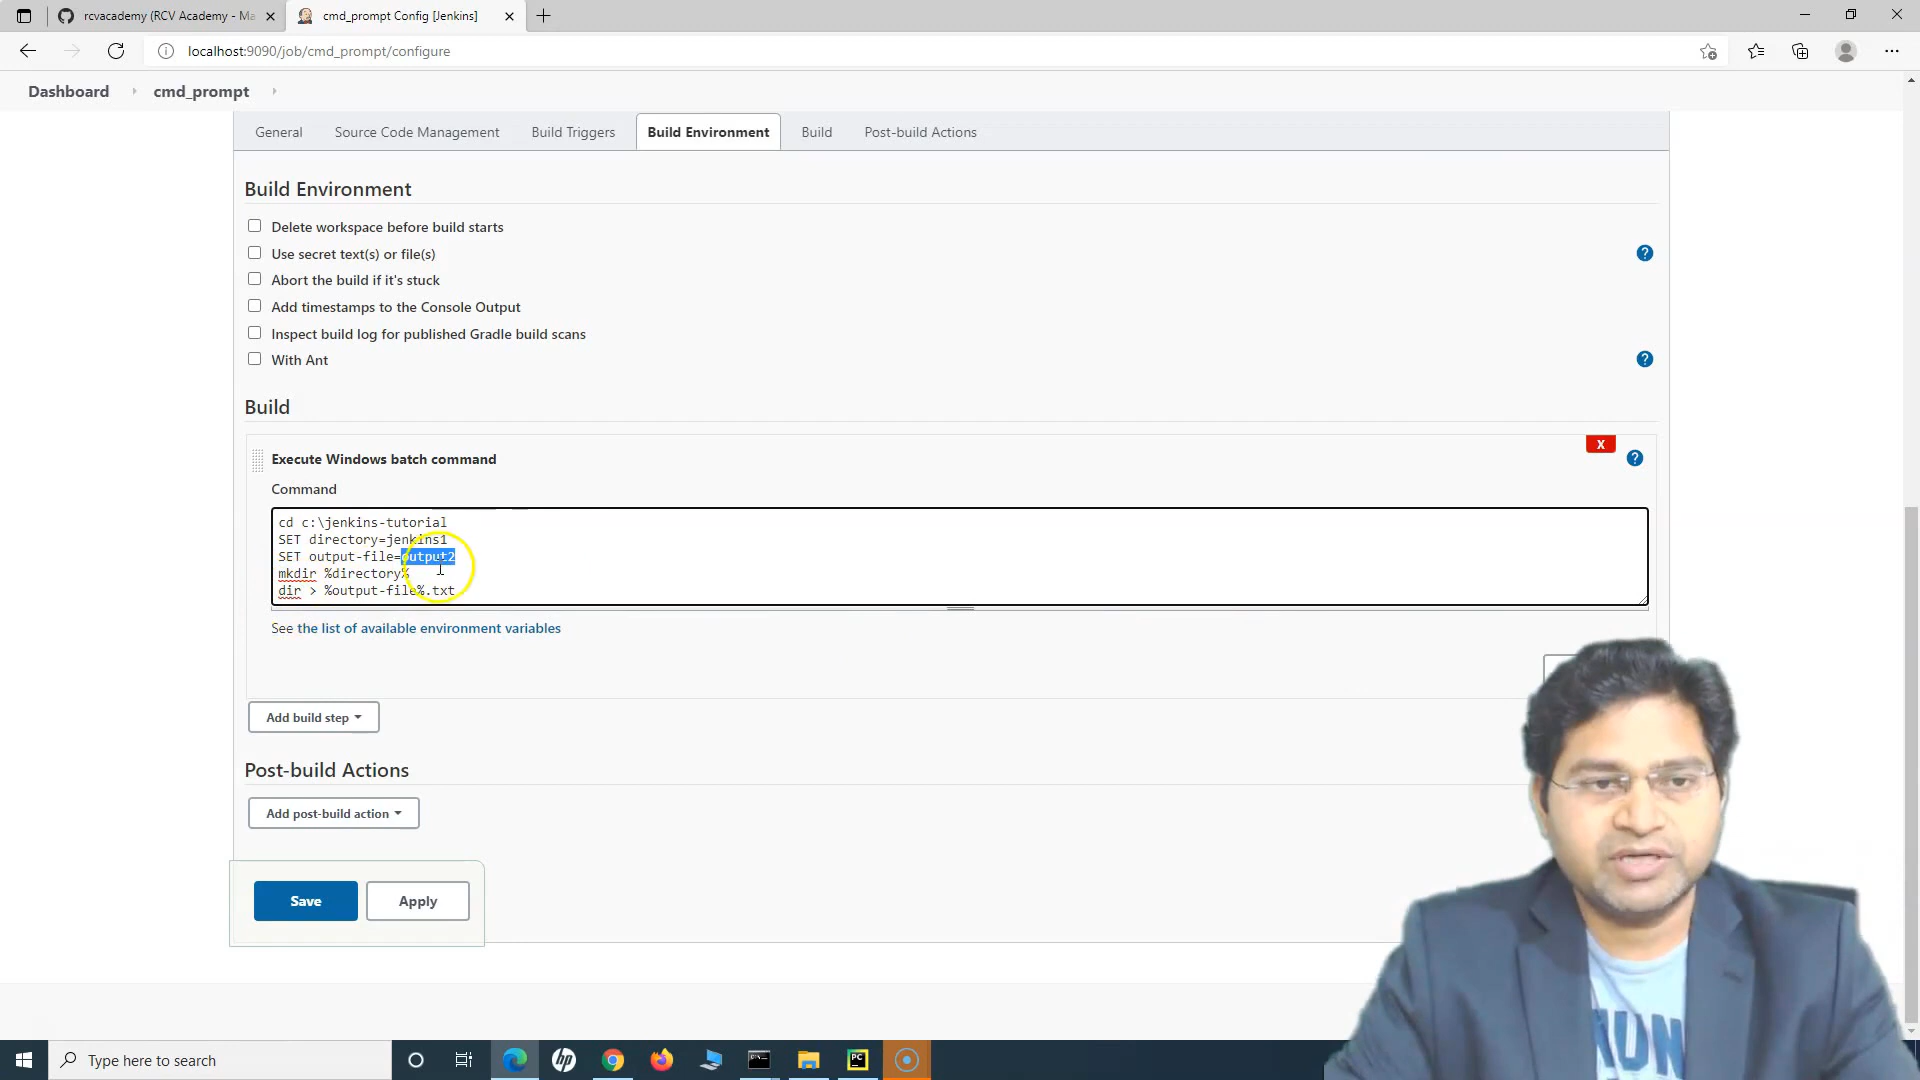 rcvacademy (RCV Academy - Ma
cmd_prompt Config [Jenkins]
localhost:9090/job/cmd_prompt/configure
Dashboard
cmd_prompt
General
Source Code Management
Build Triggers
Build Environment
Build
Post-build Actions
Build Environment
Delete workspace before build starts
Use secret text(s) or file(s)
?
Abort the build if it's stuck
Add timestamps to the Console Output
Inspect build log for published Gradle build scans
With Ant
?
Build
X
Execute Windows batch command
?
Command
cd c:\jenkins-tutorial
SET directory=jenkins1
SET output-file=output2
mkdir %directory%
dir > %output-file%.txt
See the list of available environment variables
Add build step
Post-build Actions
Add post-build action
Save
Apply
Type here to search
hp
PC